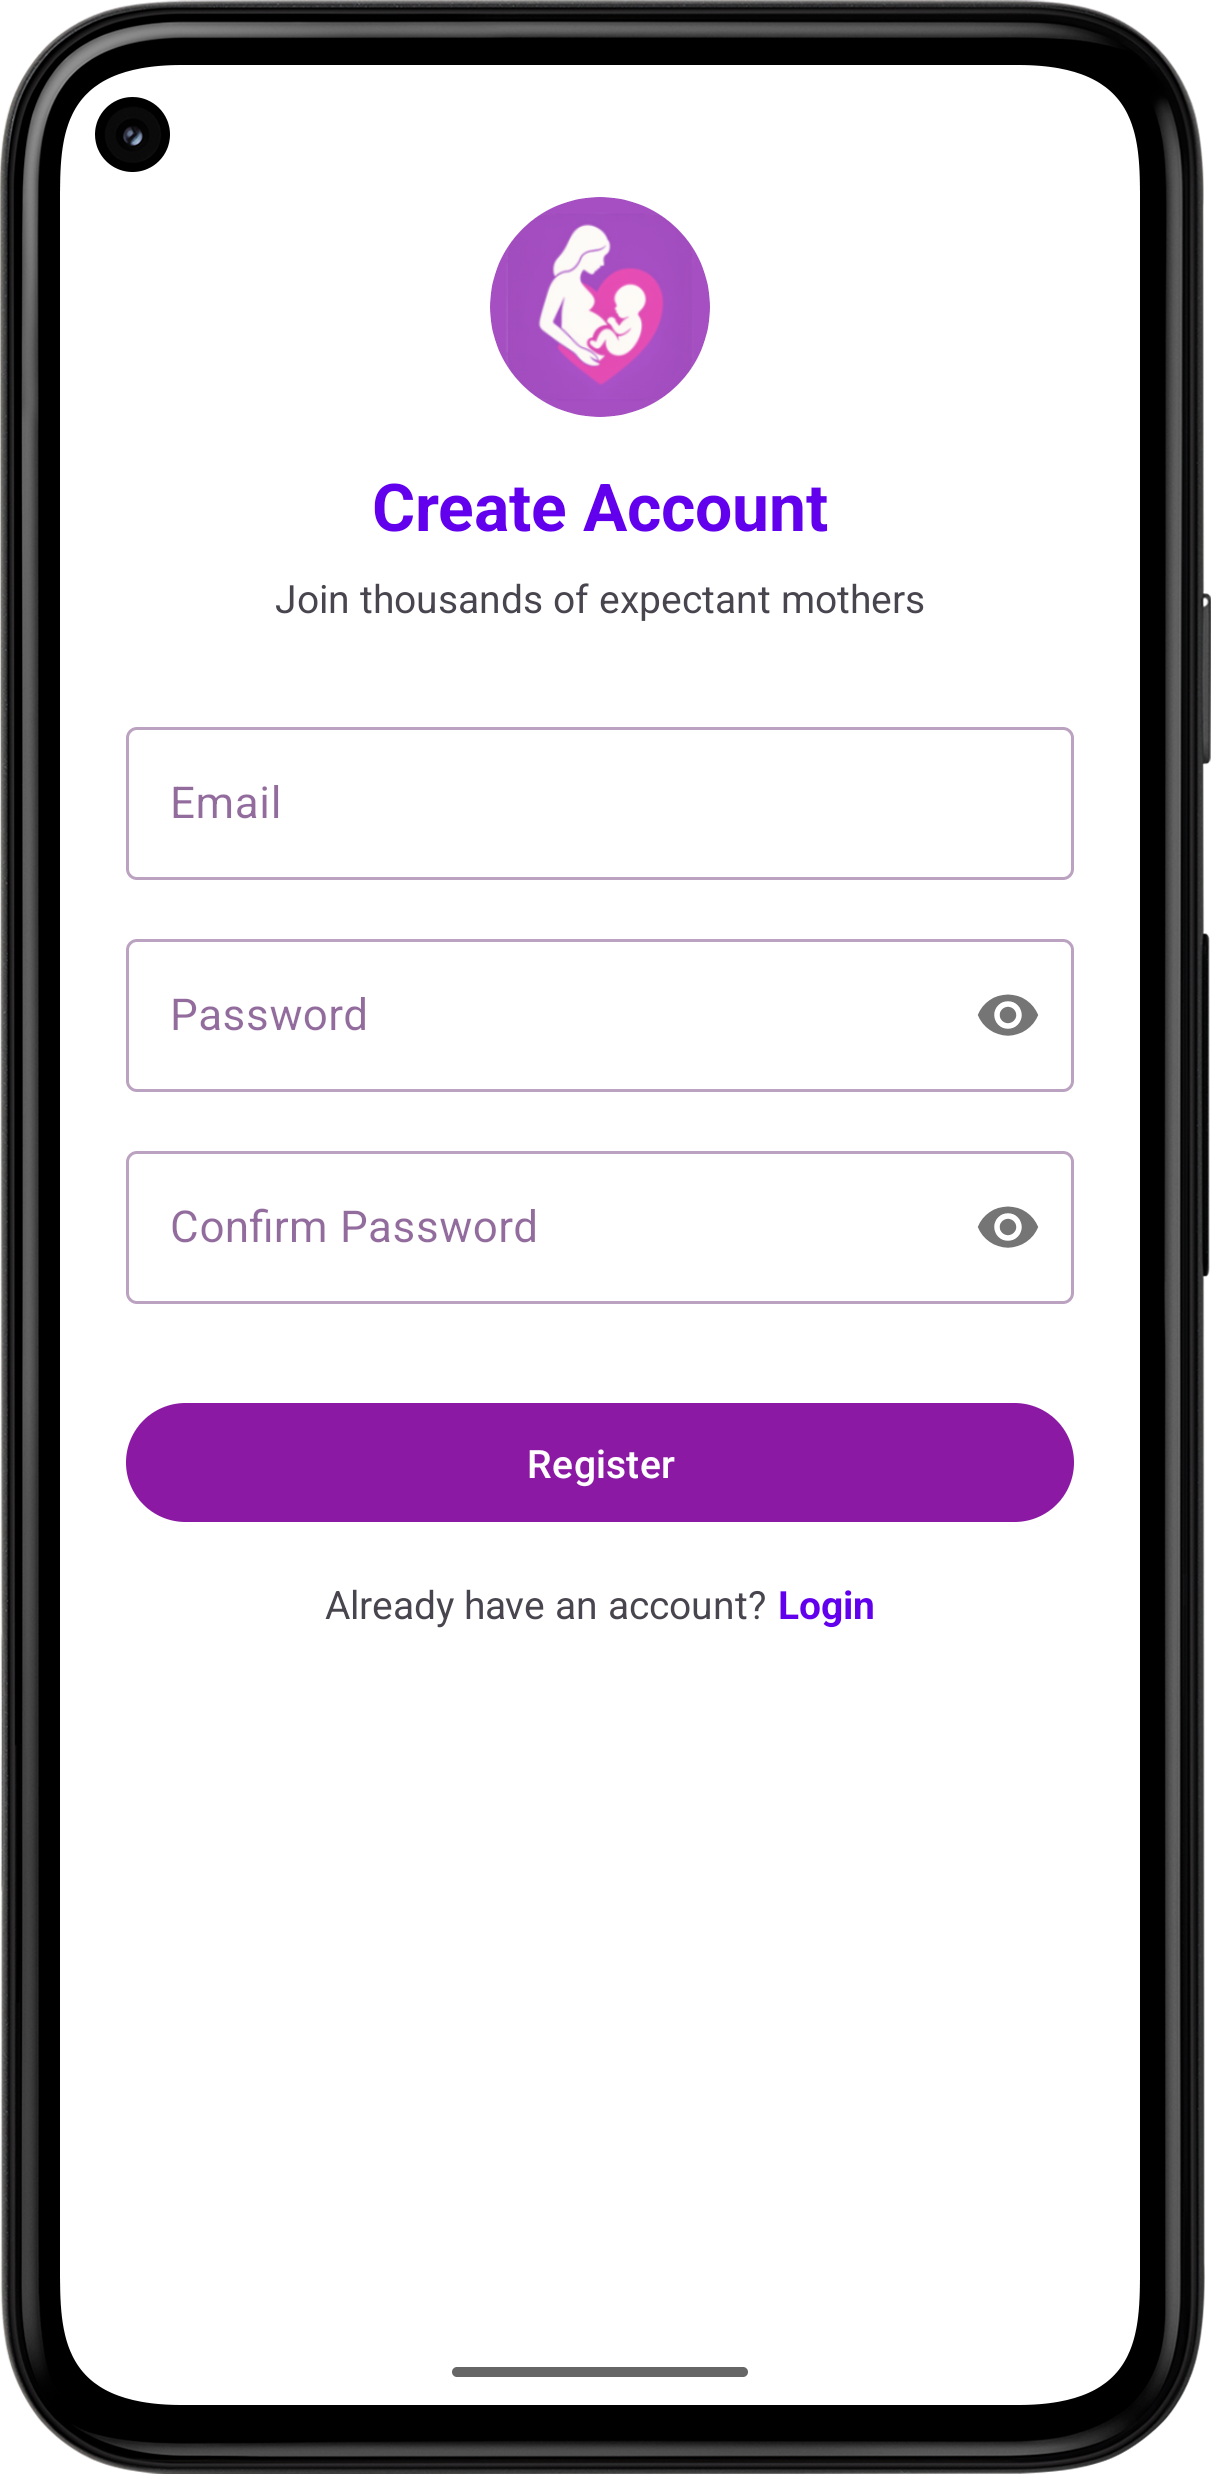 Create Account
Join thousands of expectant mothers
Email
Password
Confirm Password
Register
Already have an account? Login